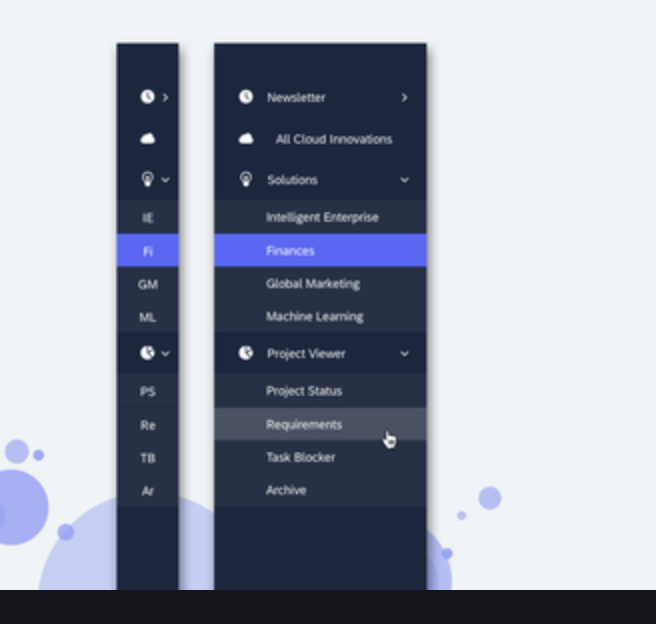 Newsletter
All Cloud Innovations
Solutions
IE Intelligent Enterprise
Fi Finances
GM Global Marketing
ML Machine Learning
Project Viewer
PS Project Status
Re Requirements
TB Task Blocker
Ar Archive